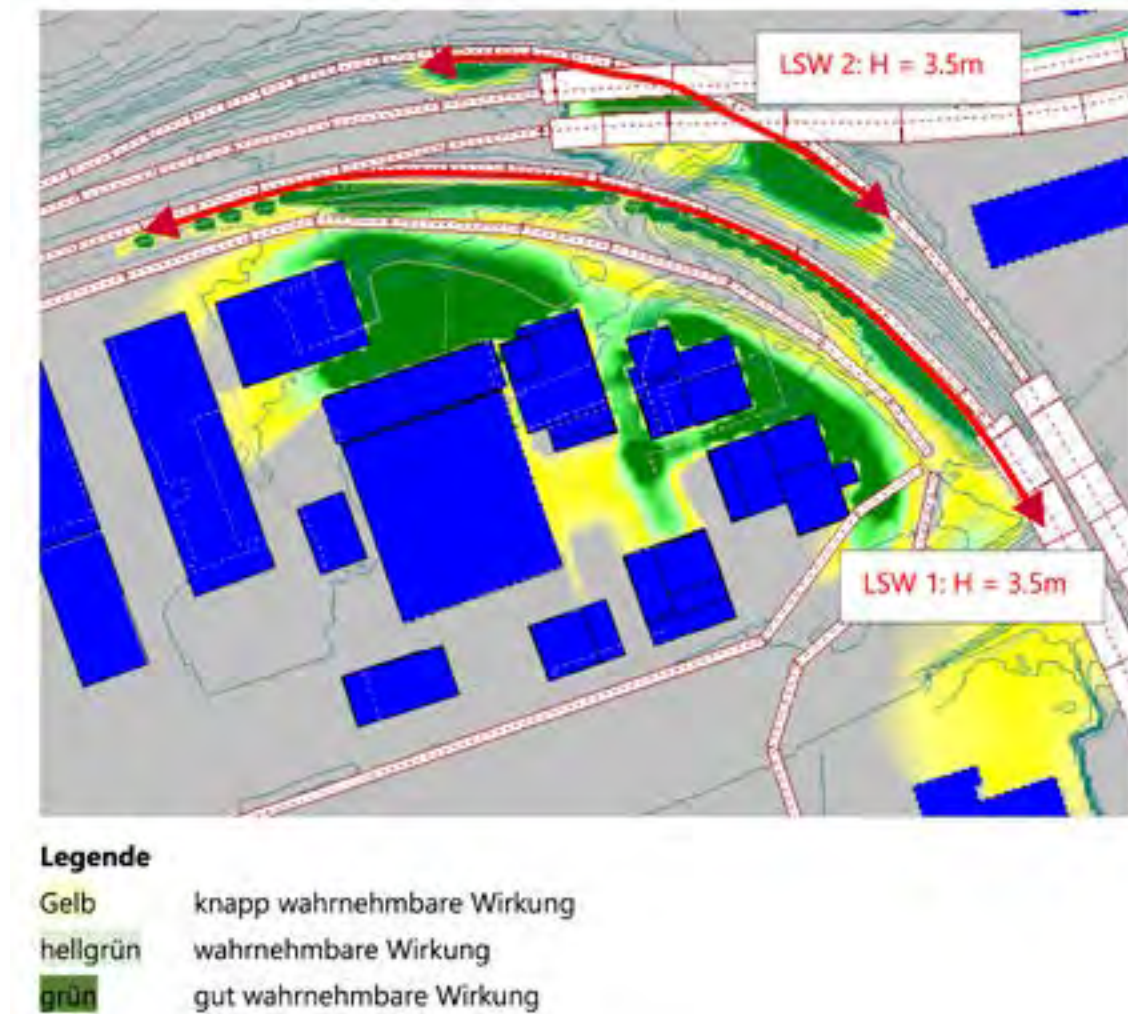 LSW 2: H = 3.5m
LSW 1: H = 3.5m
Legende
Gelb knapp wahrnehmbare Wirkung
hellgrün wahrnehmbare Wirkung
grün gut wahrnehmbare Wirkung